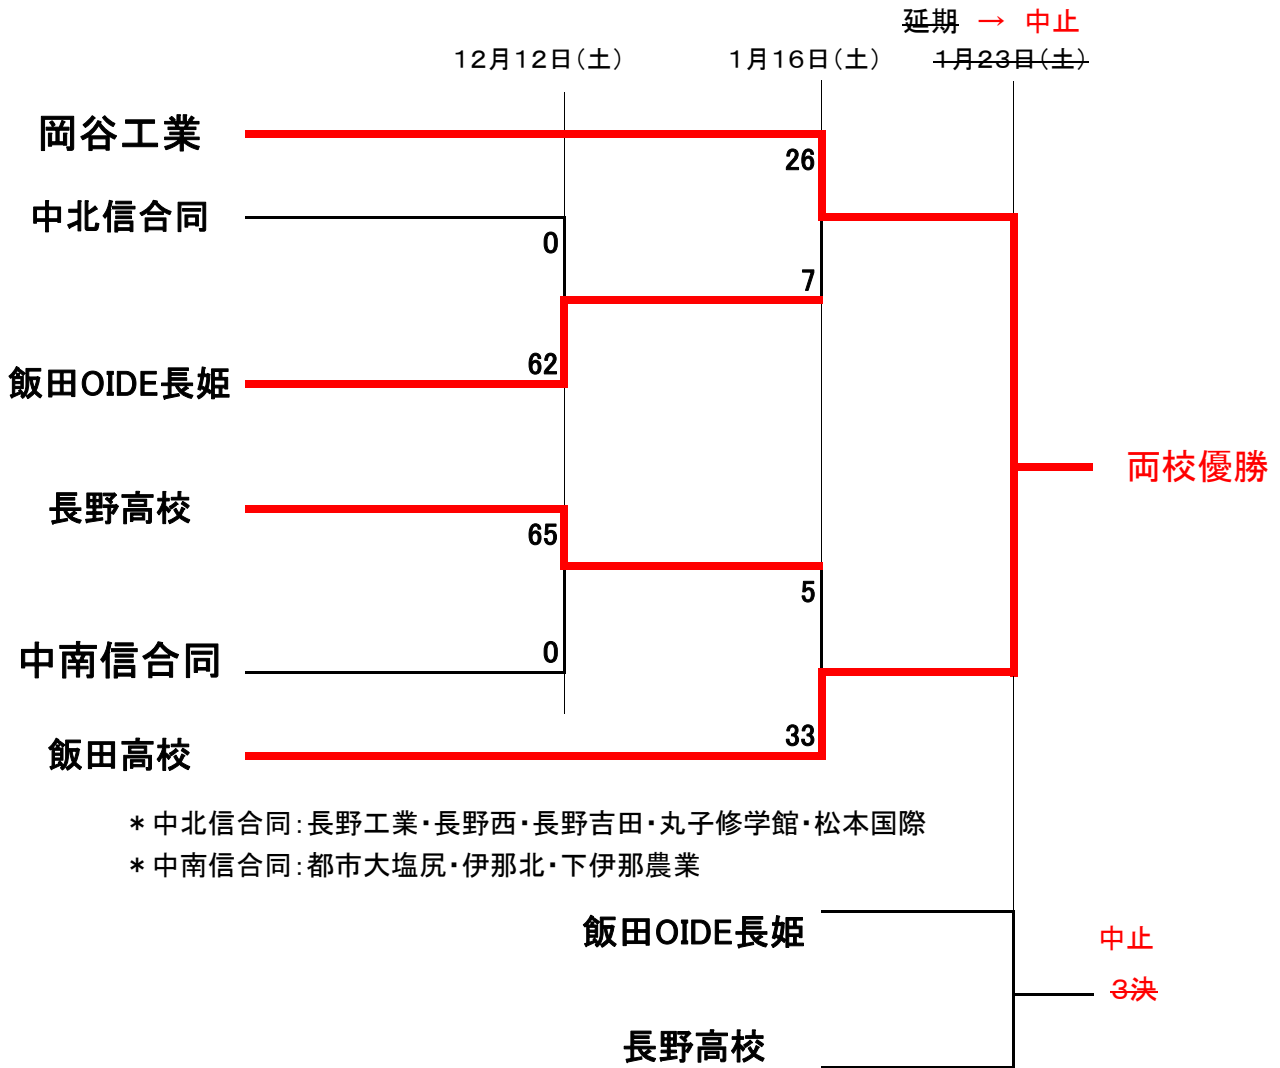 延期 → 中止
12月12日(土) 1月16日(土) 1月23日(土)
岡谷工業
26
中北信合同
0
7
62
飯田OIDE長姫
両校優勝
長野高校
65
5
0
中南信合同
33
飯田高校
*中北信合同:長野工業・長野西・長野吉田・丸子修学館・松本国際
*中南信合同:都市大塩尻・伊那北・下伊那農業
飯田OIDE長姫
中止
3決
長野高校